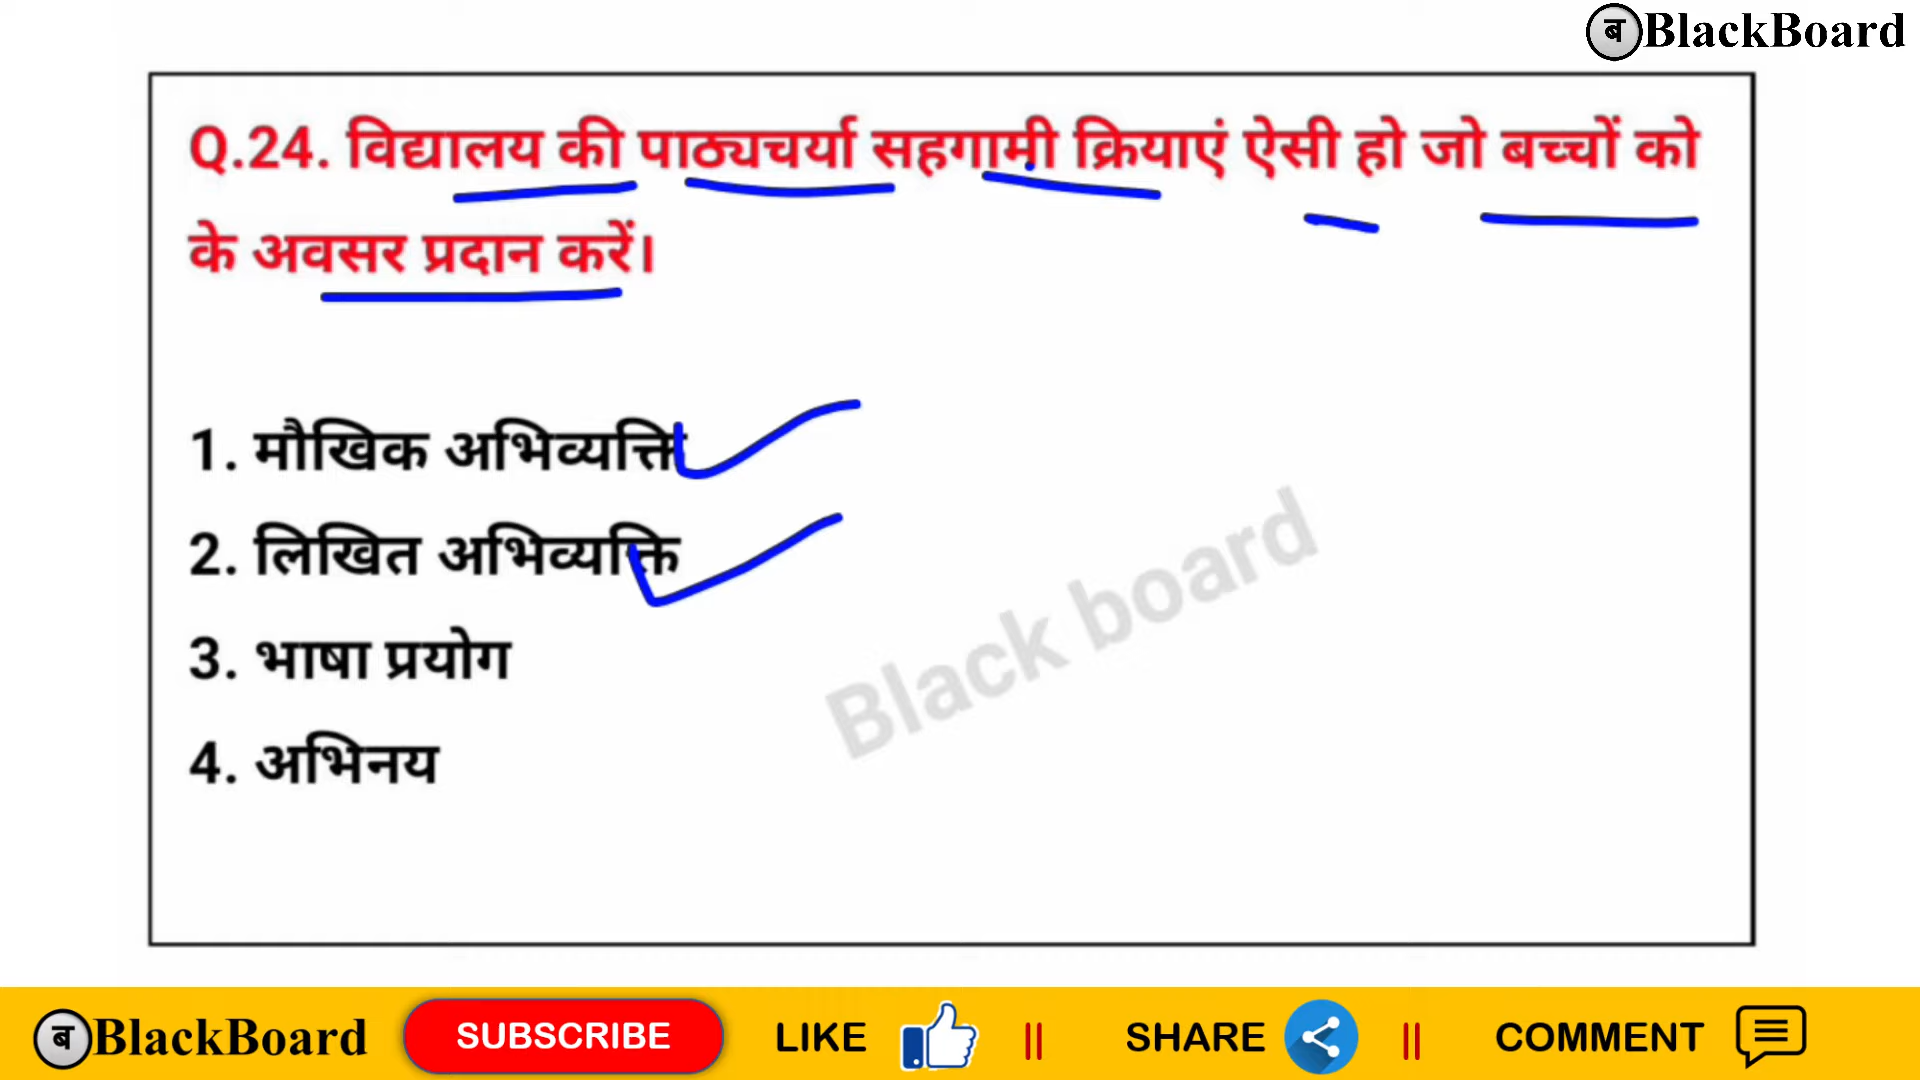 ब BlackBoard
Q.24. विद्यालय की पाठ्यचर्या सहगामी क्रियाएं ऐसी हो जो बच्चों को
के अवसर प्रदान करें।
1. मौखिक अभिव्यत्ति
2. लिखित अभिव्यक्ति
3. भाषा प्रयोग
4. अभिनय
Black board
ब BlackBoard SUBSCRIBE LIKE || SHARE || COMMENT